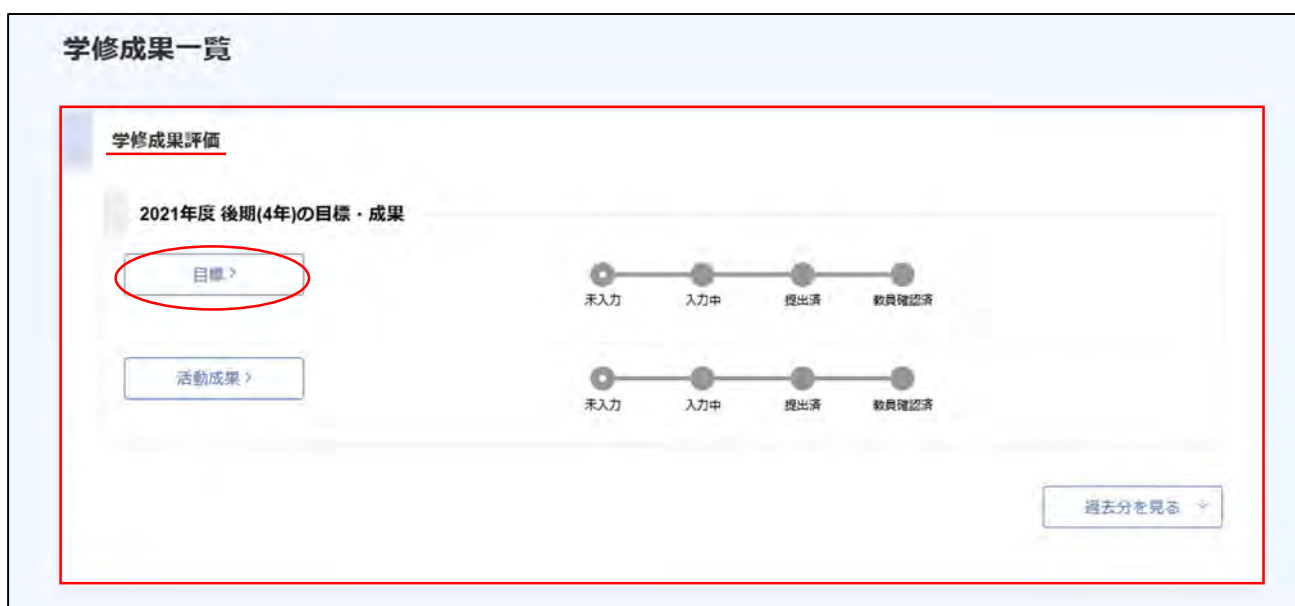 学修成果一覧
学修成果評価
2021年度 後期(4年)の目標・成果
目標 >
未入力 入力中 提出済 教員確認済
活動成果 >
未入力 入力中 提出済 教員確認済
過去分を見る